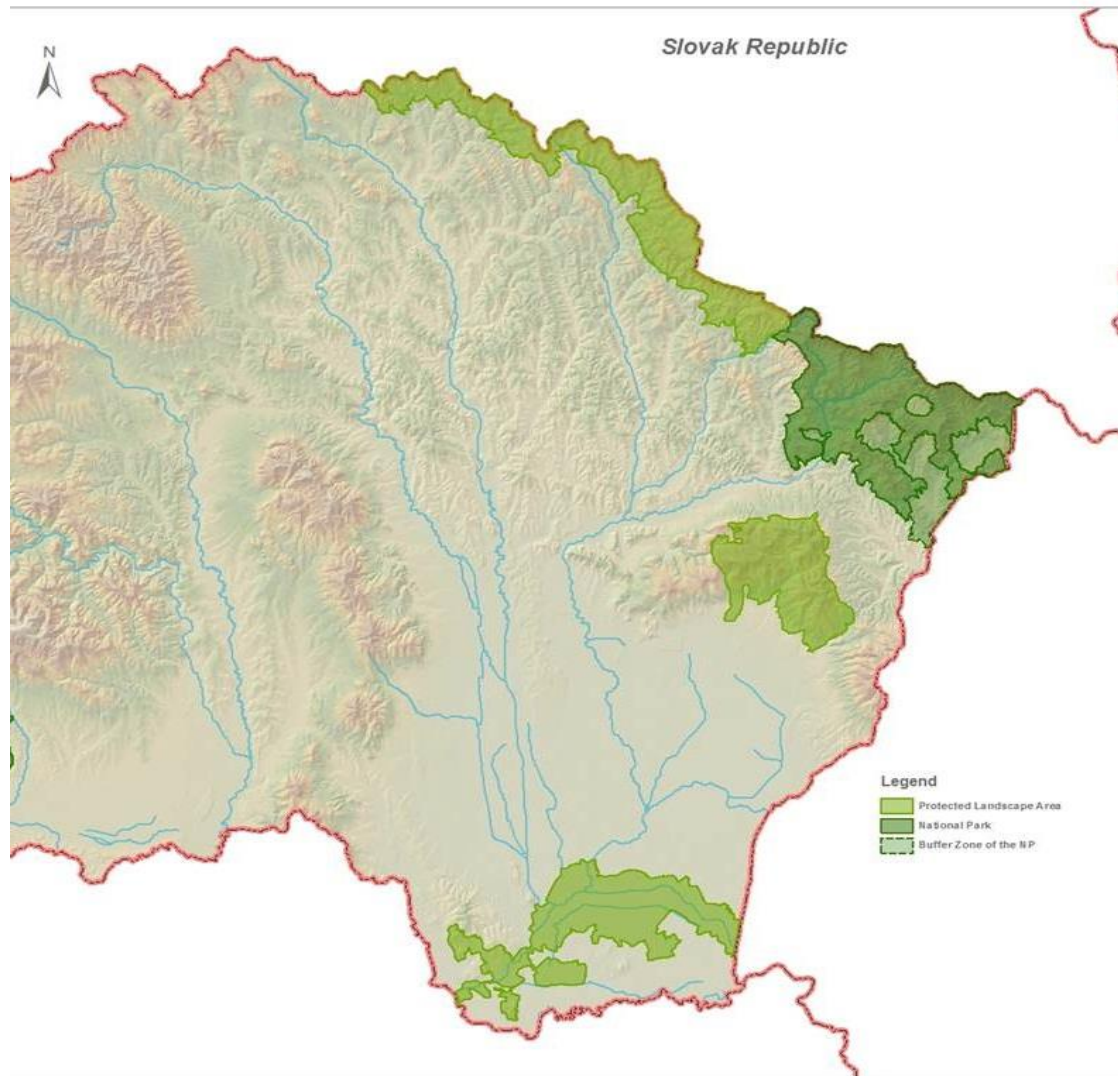 N
Slovak Republic
Legend
Protected Landscape Area
National Park
Buffer Zone of the NP